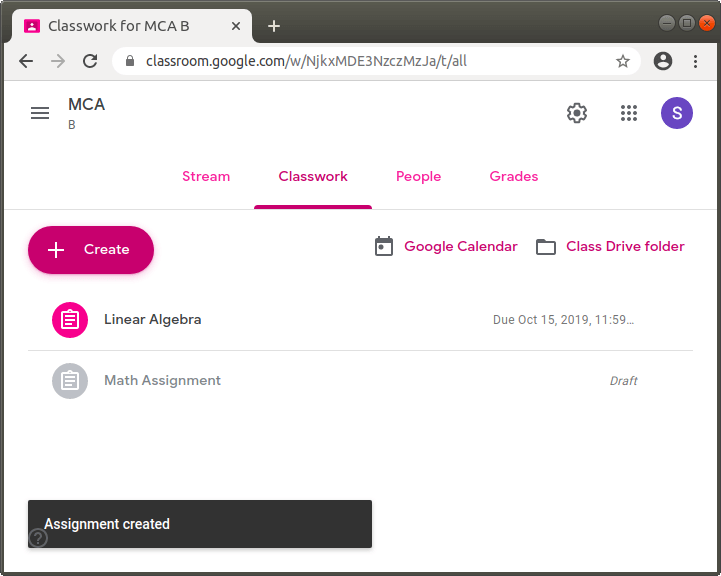 Classwork for MCA B
classroom.google.com/w/NjkxMDE3NzczMzJa/t/all
MCA
B
S
Stream Classwork People Grades
Create
Google Calendar
Class Drive folder
Linear Algebra
Due Oct 15, 2019, 11:59…
Math Assignment
Draft
Assignment created
?